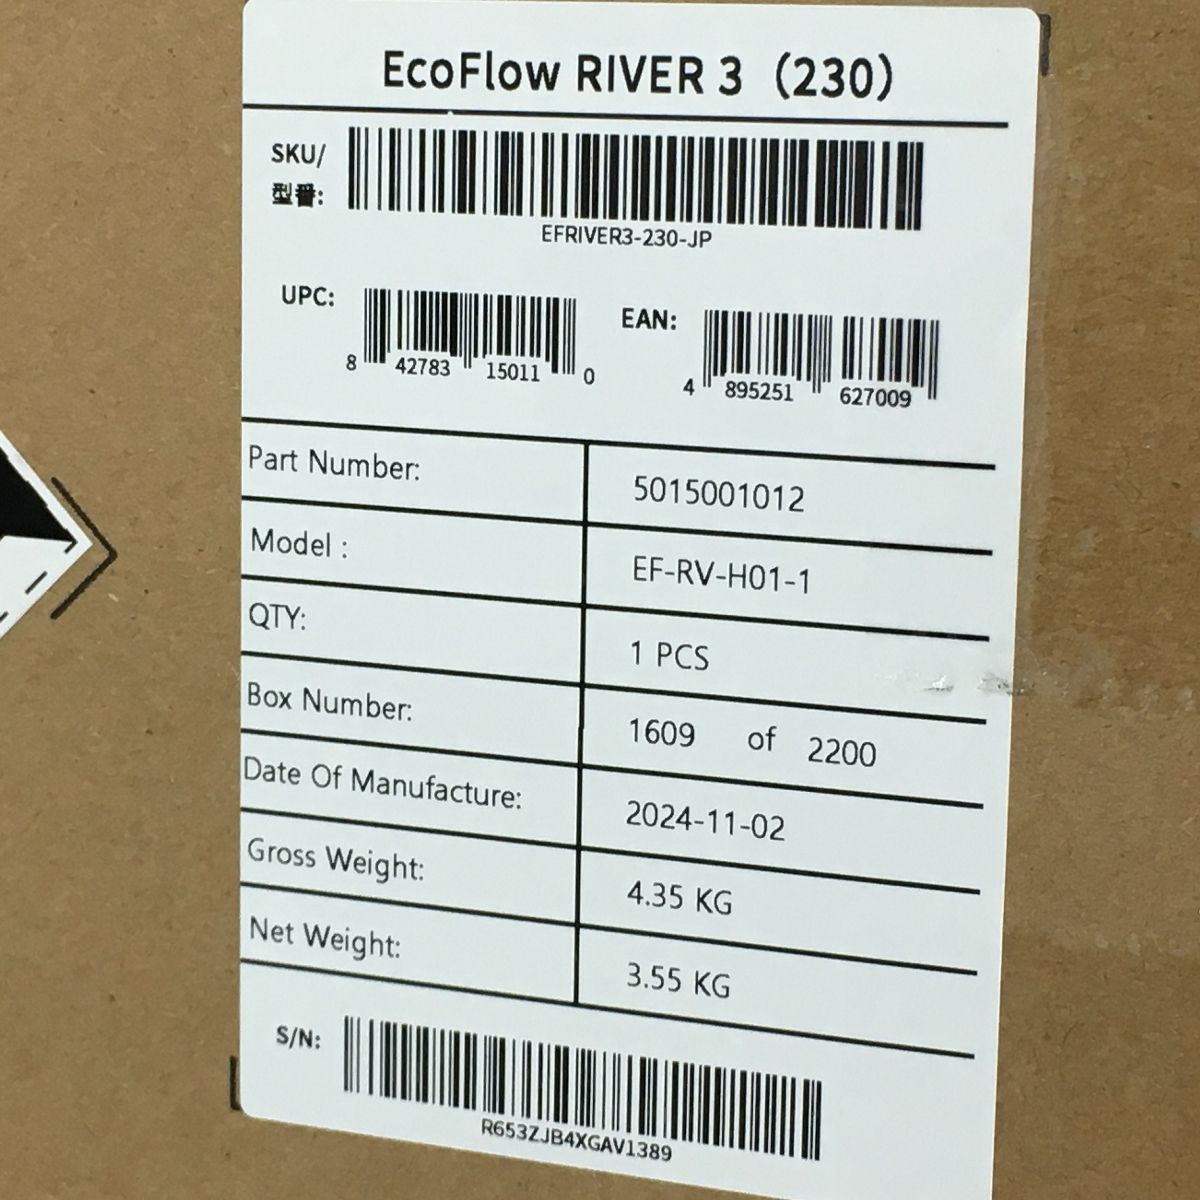 EcoFlow RIVER 3（230）
SKU/
型番:
EFRIVER3-230-JP
UPC:
8 42783 15011 0
EAN:
4 895251 627009
Part Number: 5015001012
Model : EF-RV-H01-1
QTY: 1 PCS
Box Number: 1609 of 2200
Date Of Manufacture: 2024-11-02
Gross Weight: 4.35 KG
Net Weight: 3.55 KG
S/N:
R653ZJB4XGAV1389